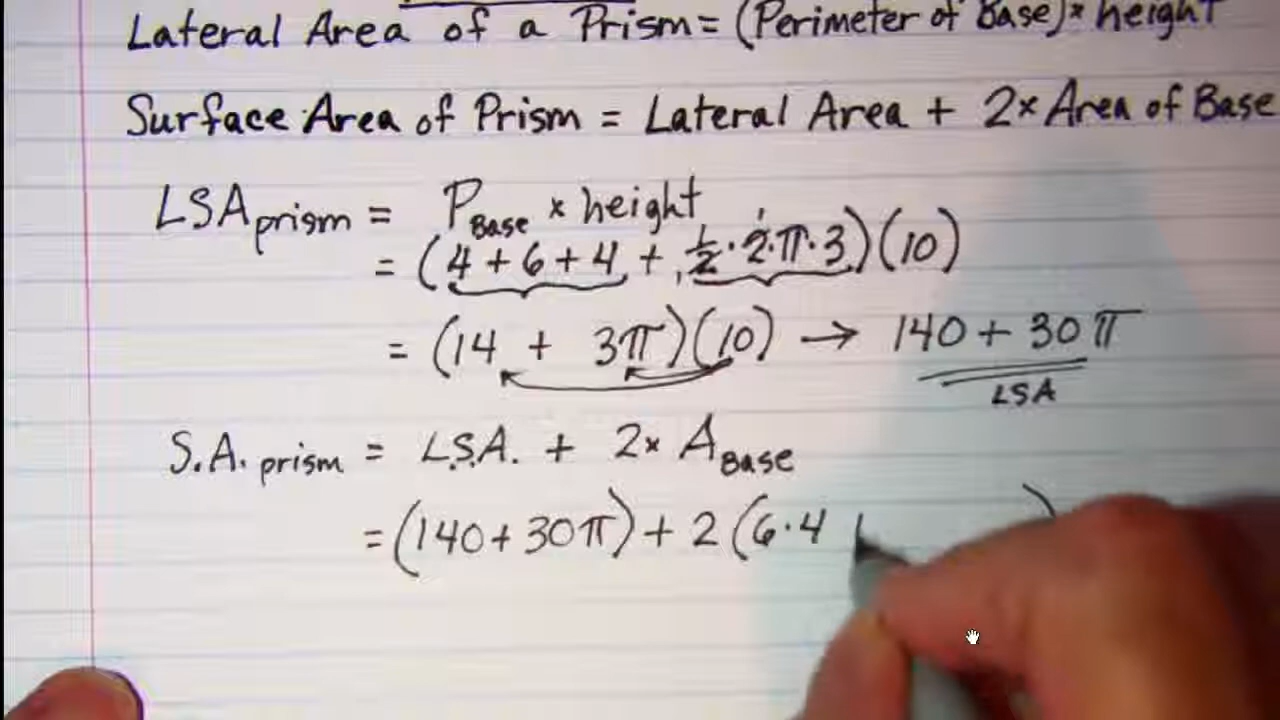 Lateral Area of a Prism = (Perimeter of Base) × height
Surface Area of Prism = Lateral Area + 2× Area of Base
LSA prism = P Base × height
= (4 + 6 + 4 + 1/2 · 2 · π · 3)(10)
= (14 + 3π)(10) → 140 + 30π
LSA
S.A. prism = L.S.A. + 2× A Base
= (140 + 30π) + 2(6·4 )